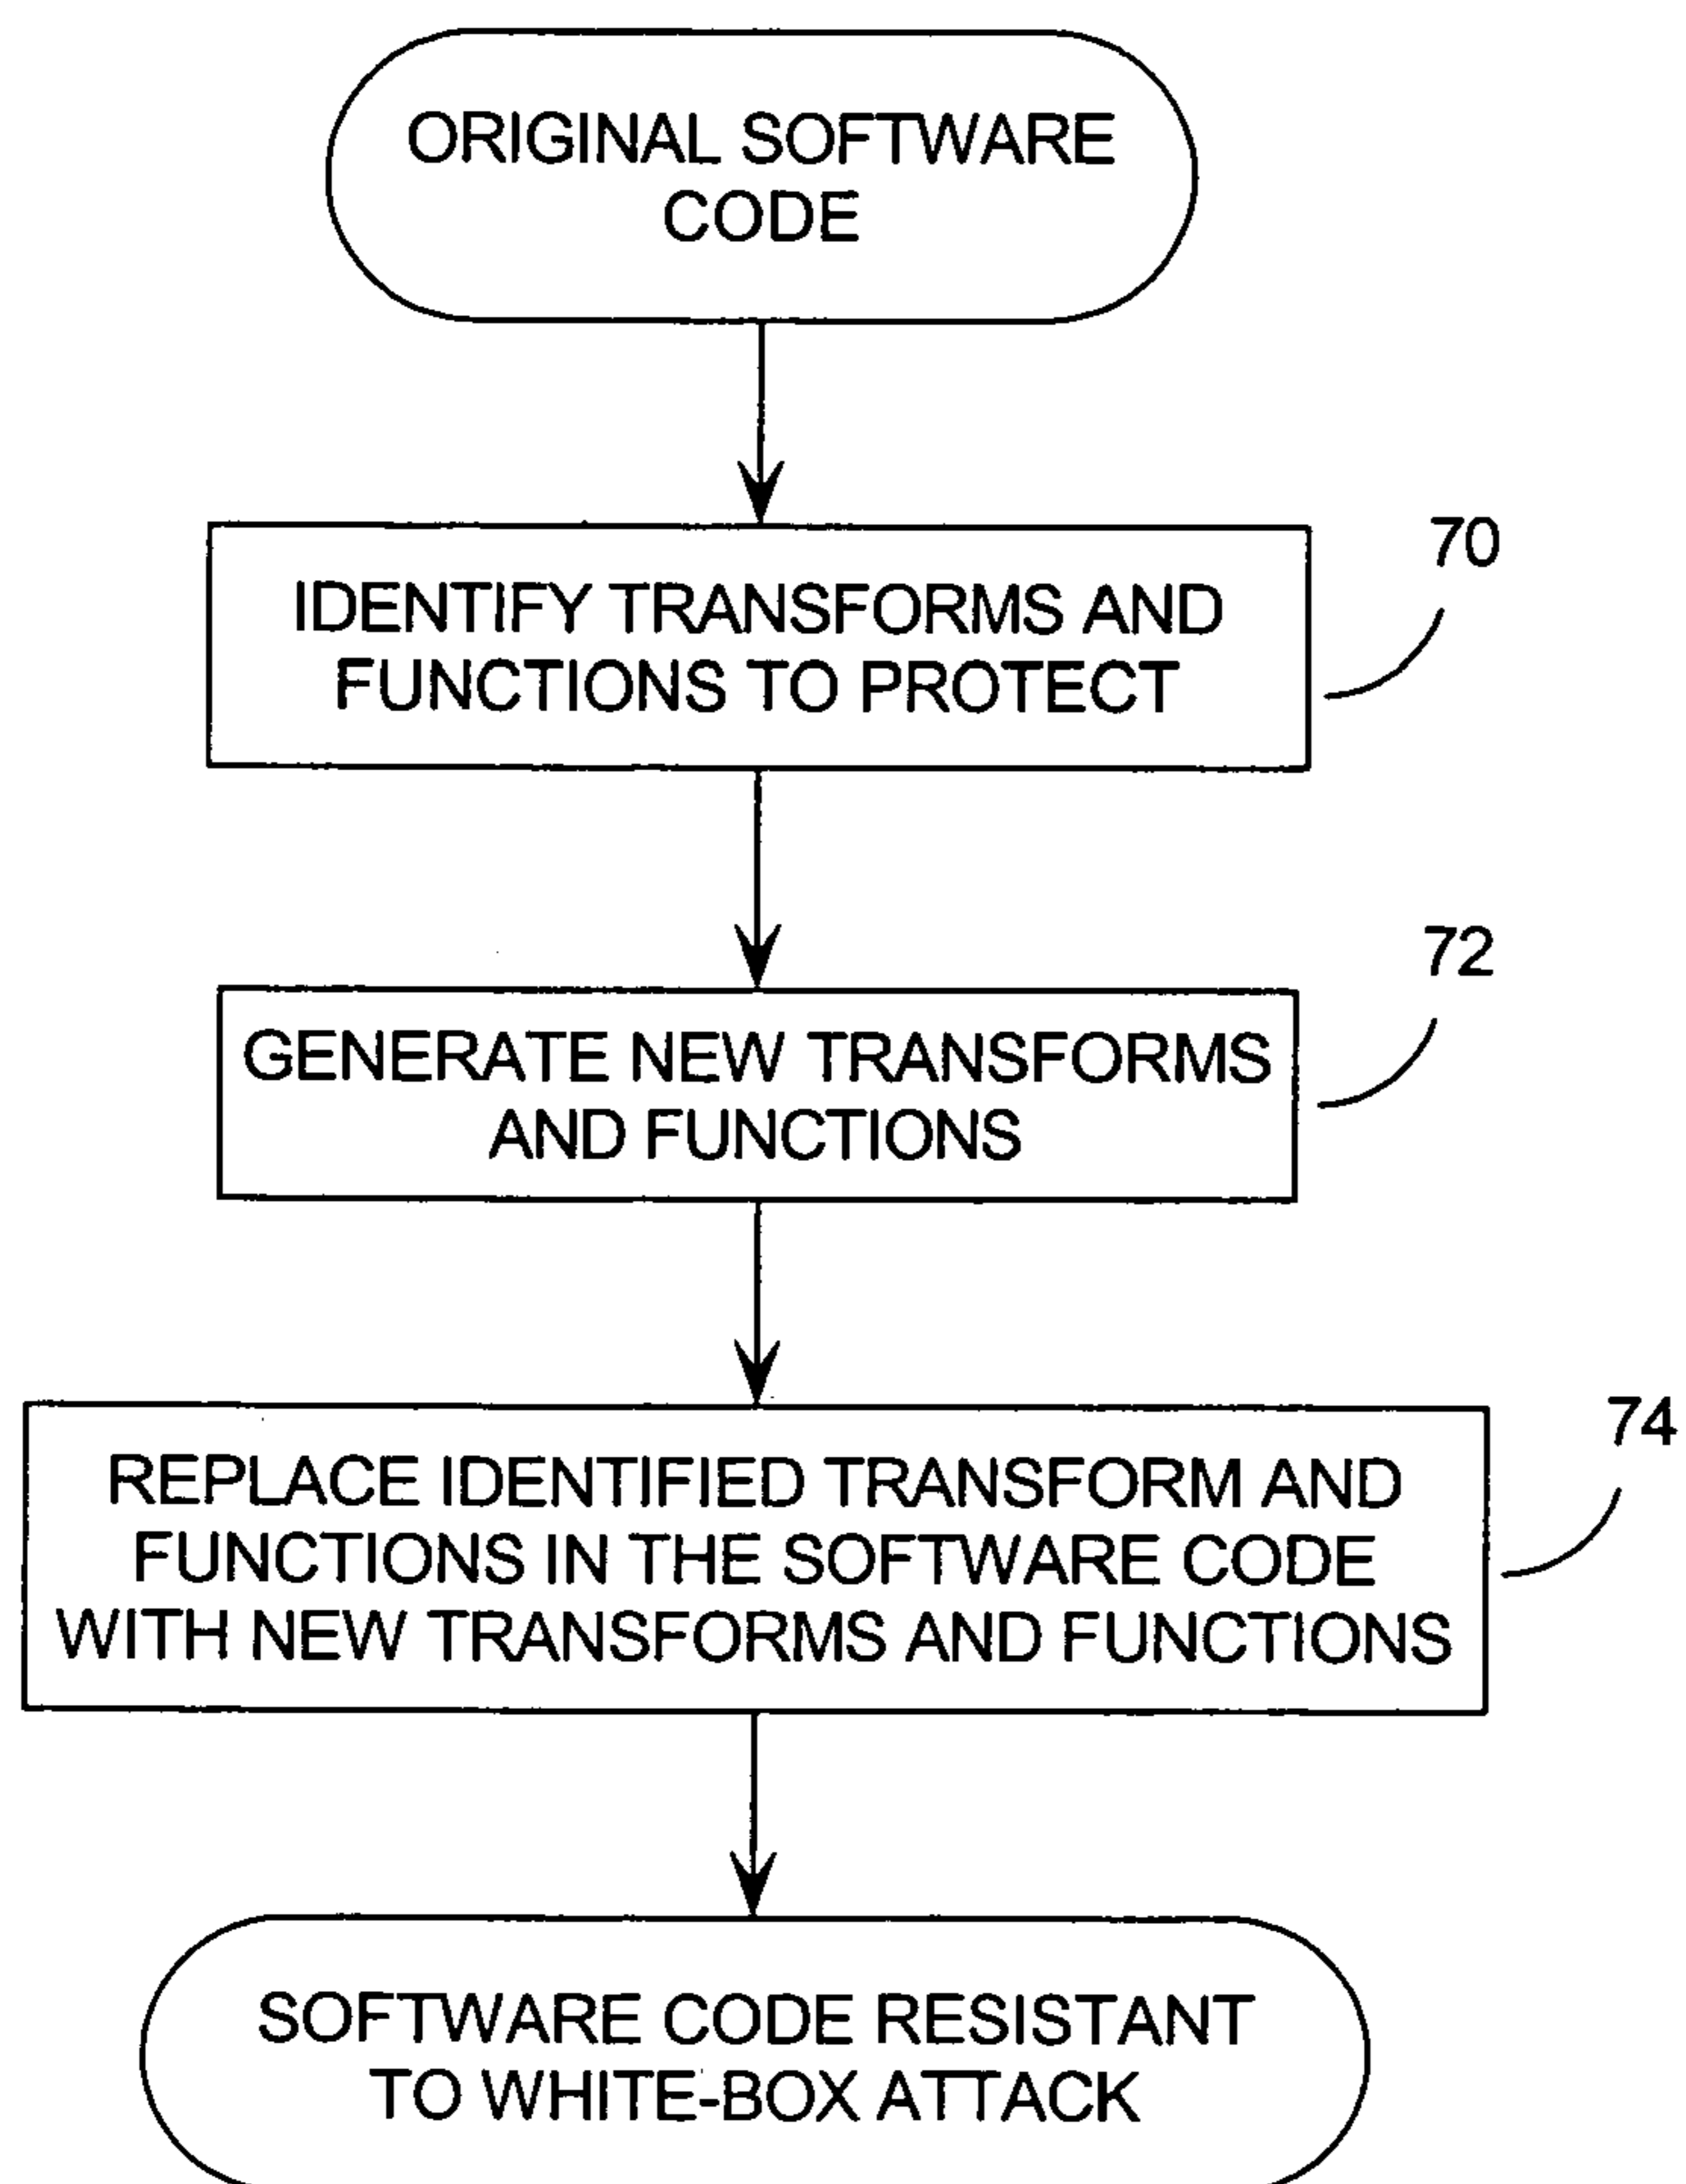 ORIGINAL SOFTWARE
CODE
70
IDENTIFY TRANSFORMS AND
FUNCTIONS TO PROTECT
72
GENERATE NEW TRANSFORMS
AND FUNCTIONS
74
REPLACE IDENTIFIED TRANSFORM AND
FUNCTIONS IN THE SOFTWARE CODE
WITH NEW TRANSFORMS AND FUNCTIONS
SOFTWARE CODE RESISTANT
TO WHITE-BOX ATTACK